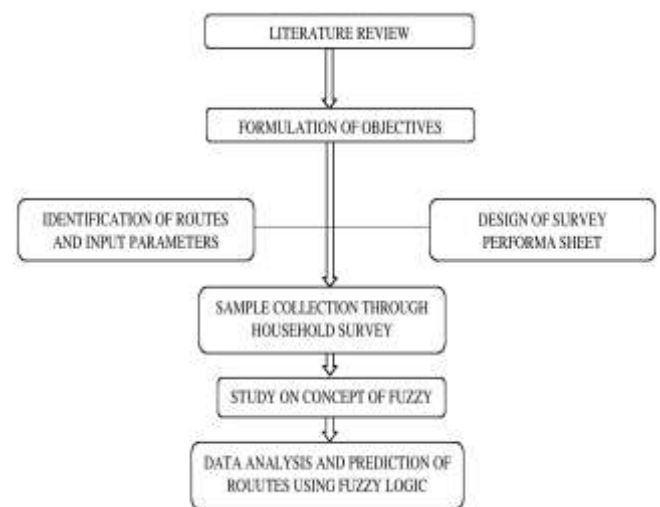 LITERATURE REVIEW
FORMULATION OF OBJECTIVES
IDENTIFICATION OF ROUTES
AND INPUT PARAMETERS
DESIGN OF SURVEY
PERFORMA SHEET
SAMPLE COLLECTION THROUGH
HOUSEHOLD SURVEY
STUDY ON CONCEPT OF FUZZY
DATA ANALYSIS AND PREDICTION OF
ROUUTES USING FUZZY LOGIC